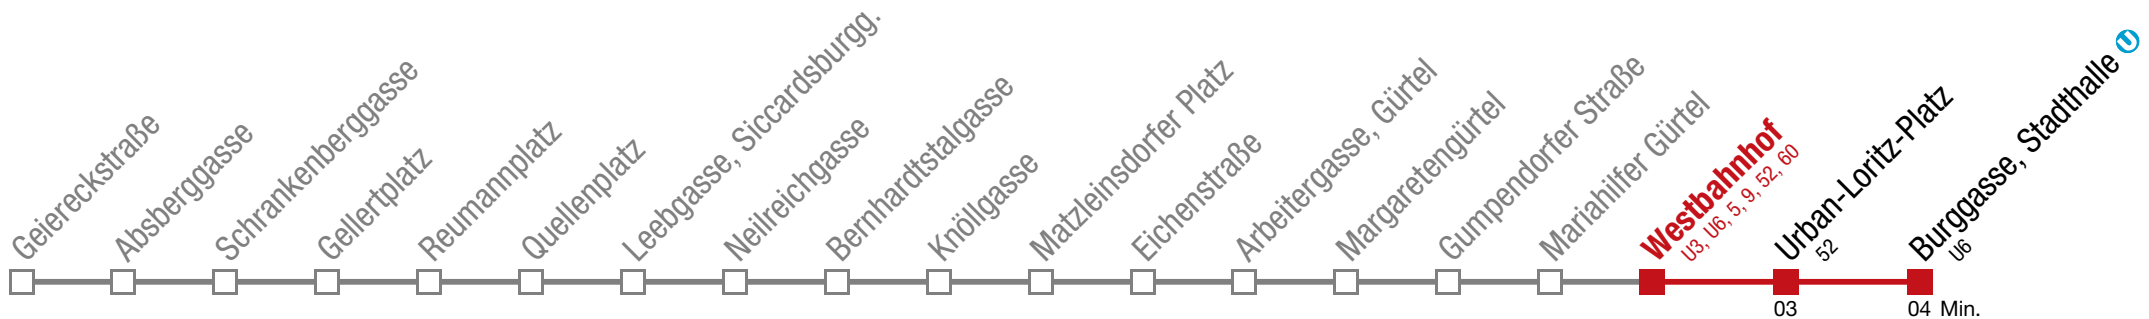 Geiereckstraße
Absberggasse
Schrankenberggasse
Gellertplatz
Reumannplatz
Quellenplatz
Leebgasse, Siccardsburgg.
Neilreichgasse
Bernhardtstalgasse
Knöllgasse
Matzleinsdorfer Platz
Eichenstraße
Arbeitergasse, Gürtel
Margaretengürtel
Gumpendorfer Straße
Mariahilfer Gürtel
Westbahnhof
U3, U6, 5, 9, 52, 60
Urban-Loritz-Platz
52
Burggasse, Stadthalle U
U6
03
04 Min.